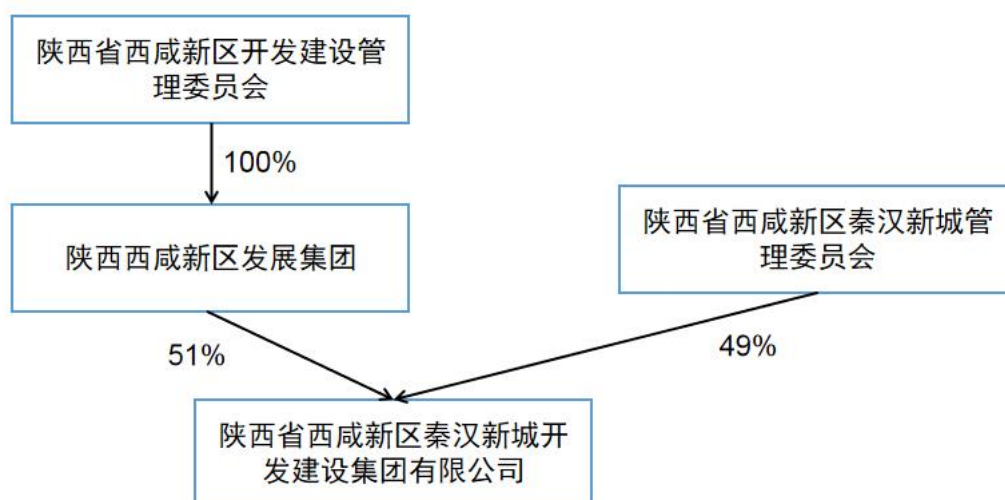 陕西省西咸新区开发建设管
理委员会
100%
陕西西咸新区发展集团
陕西省西咸新区秦汉新城管
理委员会
51%
49%
陕西省西咸新区秦汉新城开
发建设集团有限公司